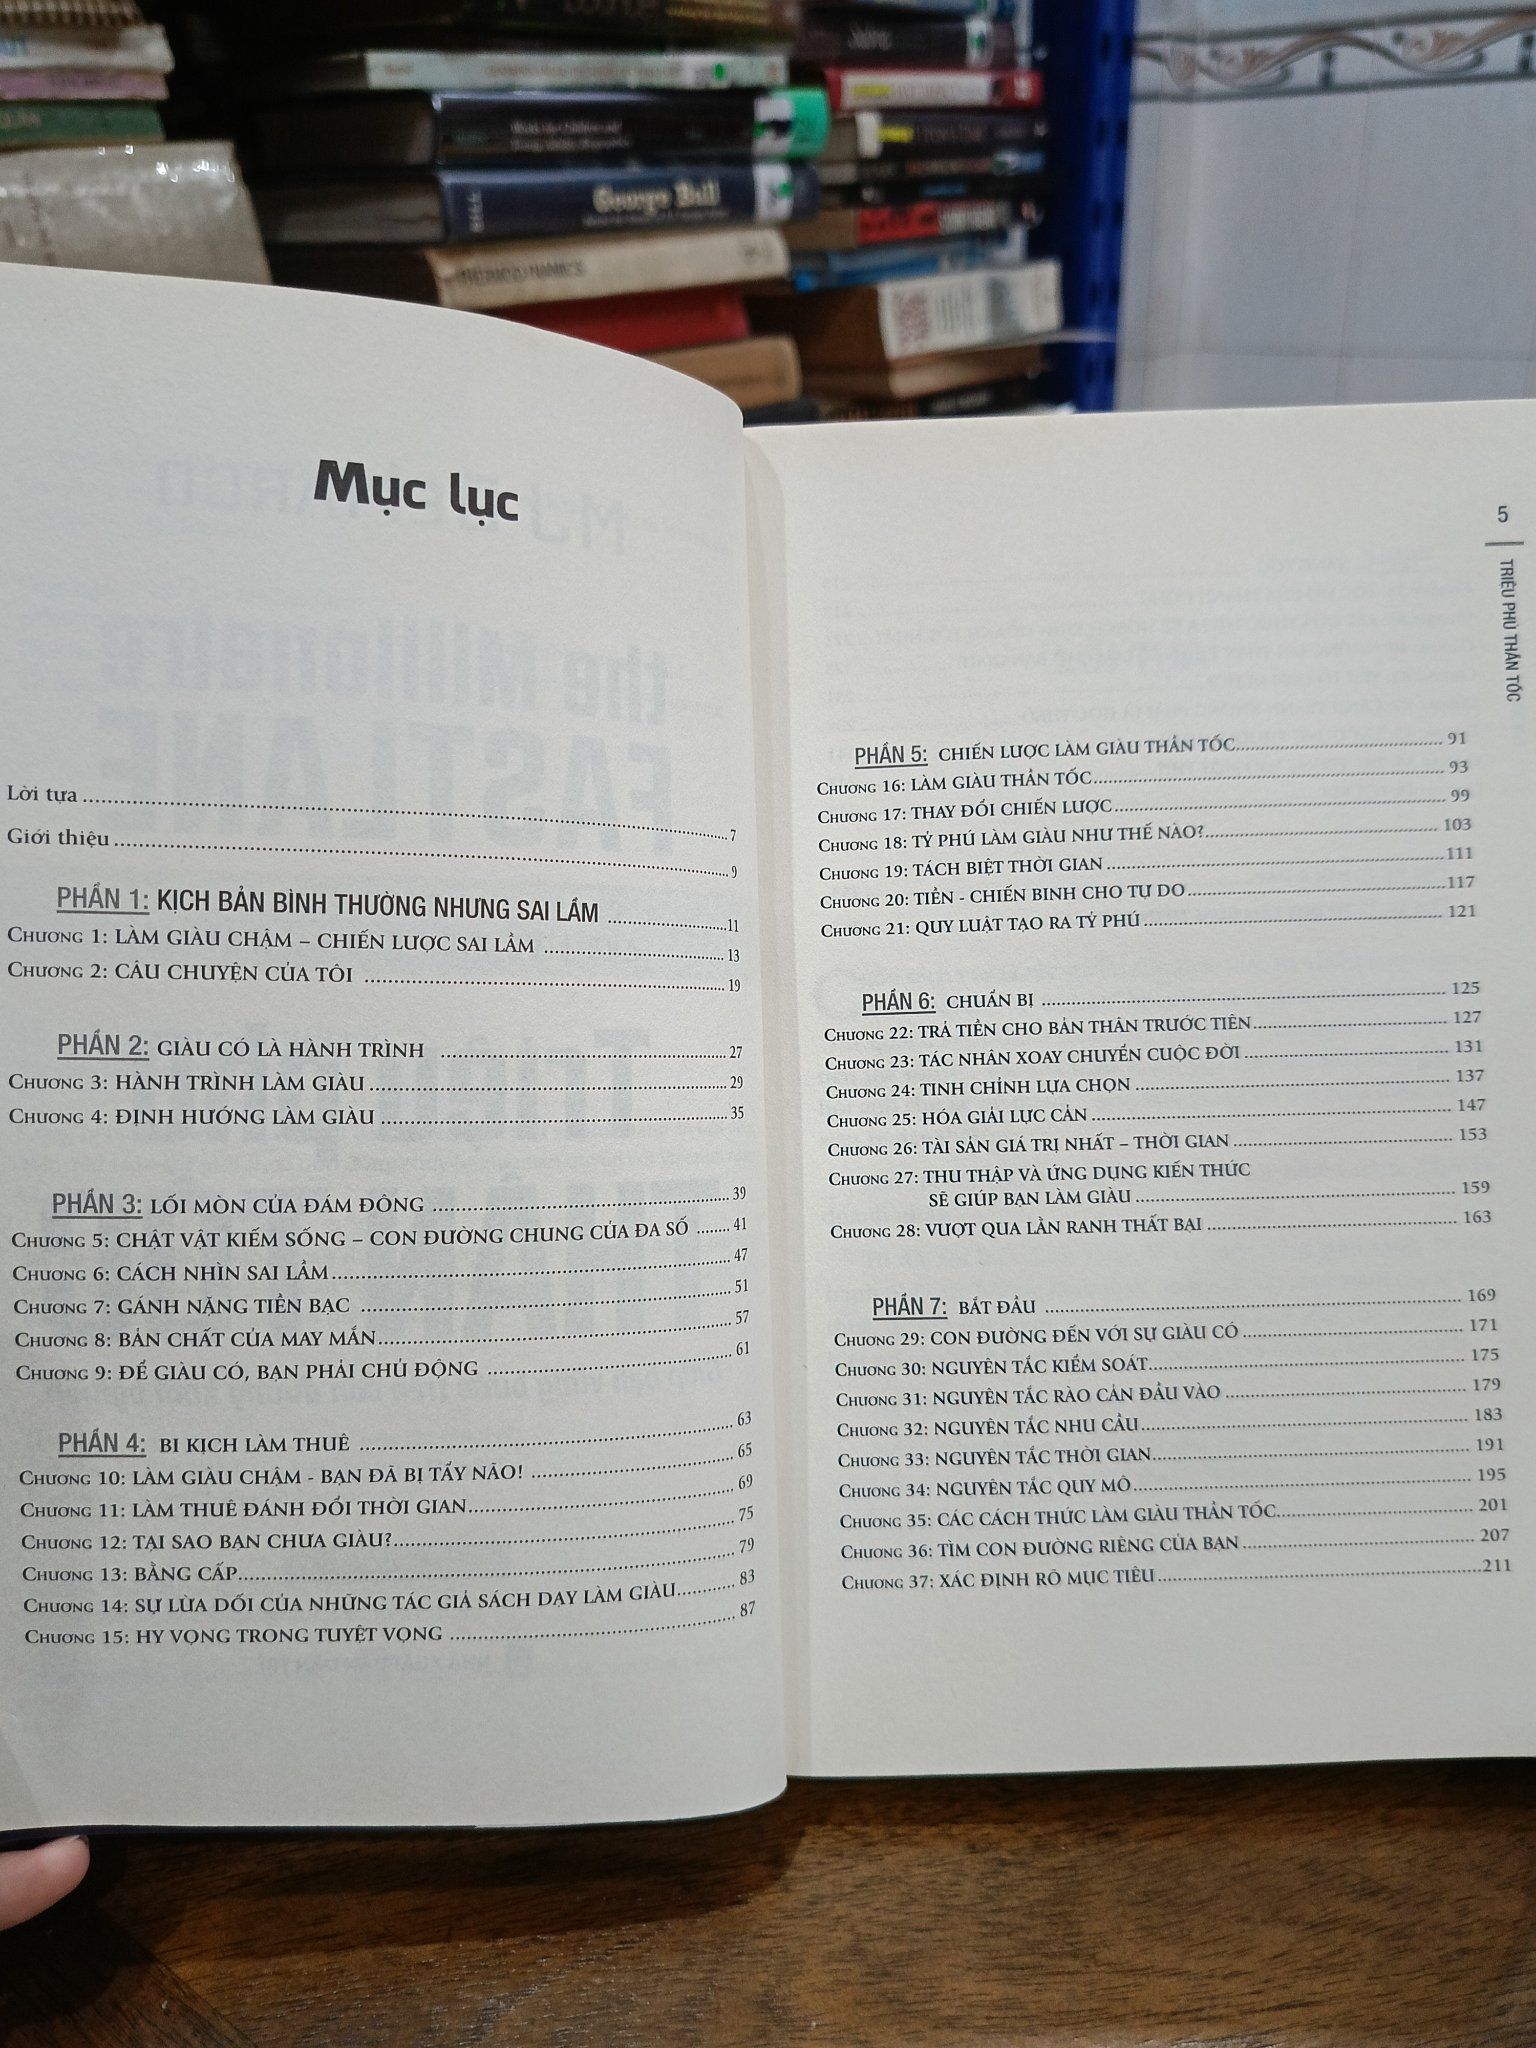 George Bell
Mục lục
Lời tựa 7
Giới thiệu 9
PHẦN 1: KỊCH BẢN BÌNH THƯỜNG NHƯNG SAI LẦM 11
CHƯƠNG 1: LÀM GIÀU CHẬM – CHIẾN LƯỢC SAI LẦM 13
CHƯƠNG 2: CÂU CHUYỆN CỦA TÔI 19
PHẦN 2: GIÀU CÓ LÀ HÀNH TRÌNH 27
CHƯƠNG 3: HÀNH TRÌNH LÀM GIÀU 29
CHƯƠNG 4: ĐỊNH HƯỚNG LÀM GIÀU 35
PHẦN 3: LỐI MÒN CỦA ĐÁM ĐÔNG 39
CHƯƠNG 5: CHẬT VẬT KIẾM SỐNG – CON ĐƯỜNG CHUNG CỦA ĐA SỐ 41
CHƯƠNG 6: CÁCH NHÌN SAI LẦM 47
CHƯƠNG 7: GÁNH NẶNG TIỀN BẠC 51
CHƯƠNG 8: BẢN CHẤT CỦA MAY MẮN 57
CHƯƠNG 9: ĐỂ GIÀU CÓ, BẠN PHẢI CHỦ ĐỘNG 61
PHẦN 4: BI KỊCH LÀM THUÊ 63
CHƯƠNG 10: LÀM GIÀU CHẬM - BẠN ĐÃ BỊ TẨY NÃO! 65
CHƯƠNG 11: LÀM THUÊ ĐÁNH ĐỔI THỜI GIAN 69
CHƯƠNG 12: TẠI SAO BẠN CHƯA GIÀU? 75
CHƯƠNG 13: BẰNG CẤP 79
CHƯƠNG 14: SỰ LỪA DỐI CỦA NHỮNG TÁC GIẢ SÁCH DẠY LÀM GIÀU 83
CHƯƠNG 15: HY VỌNG TRONG TUYỆT VỌNG 87
5
TRIỆU PHÚ THẦN TỐC
PHẦN 5: CHIẾN LƯỢC LÀM GIÀU THẦN TỐC 91
CHƯƠNG 16: LÀM GIÀU THẦN TỐC 93
CHƯƠNG 17: THAY ĐỔI CHIẾN LƯỢC 99
CHƯƠNG 18: TỶ PHÚ LÀM GIÀU NHƯ THẾ NÀO? 103
CHƯƠNG 19: TÁCH BIỆT THỜI GIAN 111
CHƯƠNG 20: TIỀN - CHIẾN BINH CHO TỰ DO 117
CHƯƠNG 21: QUY LUẬT TẠO RA TỶ PHÚ 121
PHẦN 6: CHUẨN BỊ 125
CHƯƠNG 22: TRẢ TIỀN CHO BẢN THÂN TRƯỚC TIÊN 127
CHƯƠNG 23: TÁC NHÂN XOAY CHUYỂN CUỘC ĐỜI 131
CHƯƠNG 24: TINH CHỈNH LỰA CHỌN 137
CHƯƠNG 25: HÓA GIẢI LỰC CẢN 147
CHƯƠNG 26: TÀI SẢN GIÁ TRỊ NHẤT – THỜI GIAN 153
CHƯƠNG 27: THU THẬP VÀ ỨNG DỤNG KIẾN THỨC
SẼ GIÚP BẠN LÀM GIÀU 159
CHƯƠNG 28: VƯỢT QUA LẰN RANH THẤT BẠI 163
PHẦN 7: BẮT ĐẦU 169
CHƯƠNG 29: CON ĐƯỜNG ĐẾN VỚI SỰ GIÀU CÓ 171
CHƯƠNG 30: NGUYÊN TẮC KIỂM SOÁT 175
CHƯƠNG 31: NGUYÊN TẮC RÀO CẢN ĐẦU VÀO 179
CHƯƠNG 32: NGUYÊN TẮC NHU CẦU 183
CHƯƠNG 33: NGUYÊN TẮC THỜI GIAN 191
CHƯƠNG 34: NGUYÊN TẮC QUY MÔ 195
CHƯƠNG 35: CÁC CÁCH THỨC LÀM GIÀU THẦN TỐC 201
CHƯƠNG 36: TÌM CON ĐƯỜNG RIÊNG CỦA BẠN 207
CHƯƠNG 37: XÁC ĐỊNH RÕ MỤC TIÊU 211